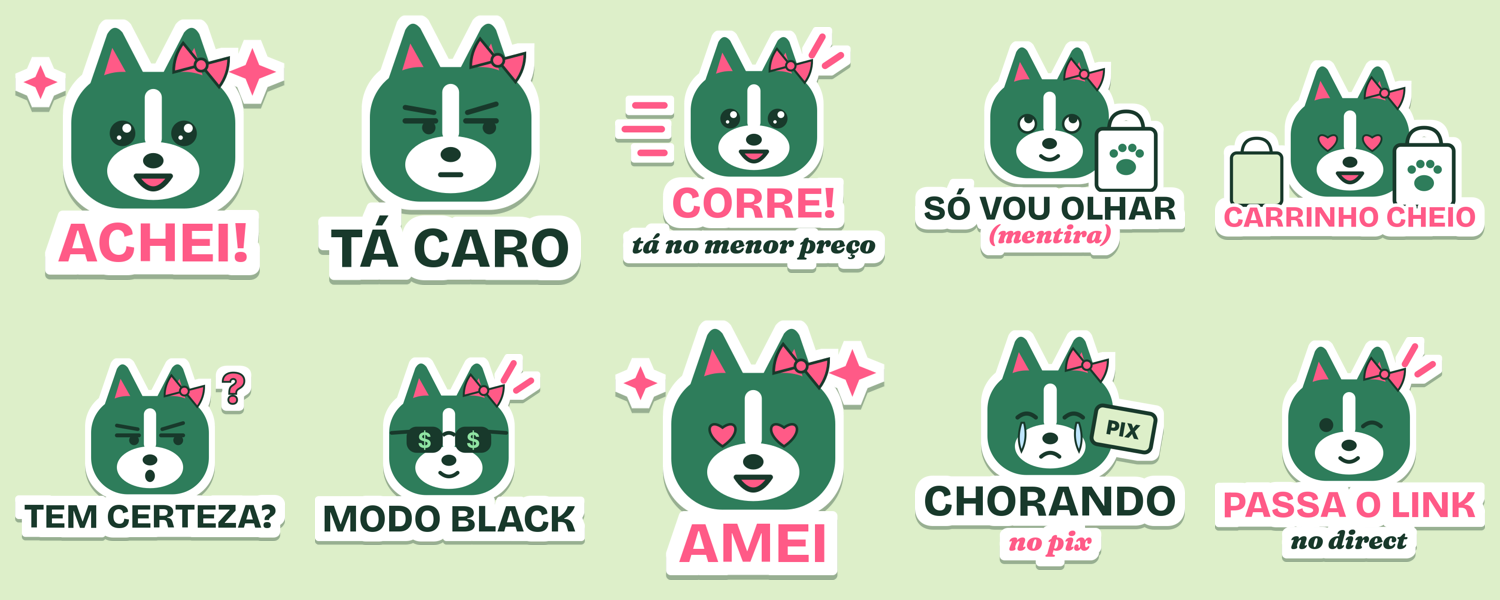 ACHEI!
TÁ CARO
CORRE!
tá no menor preço
SÓ VOU OLHAR
(mentira)
CARRINHO CHEIO
?
TEM CERTEZA?
$ $
MODO BLACK
AMEI
PIX
CHORANDO
no pix
PASSA O LINK
no direct